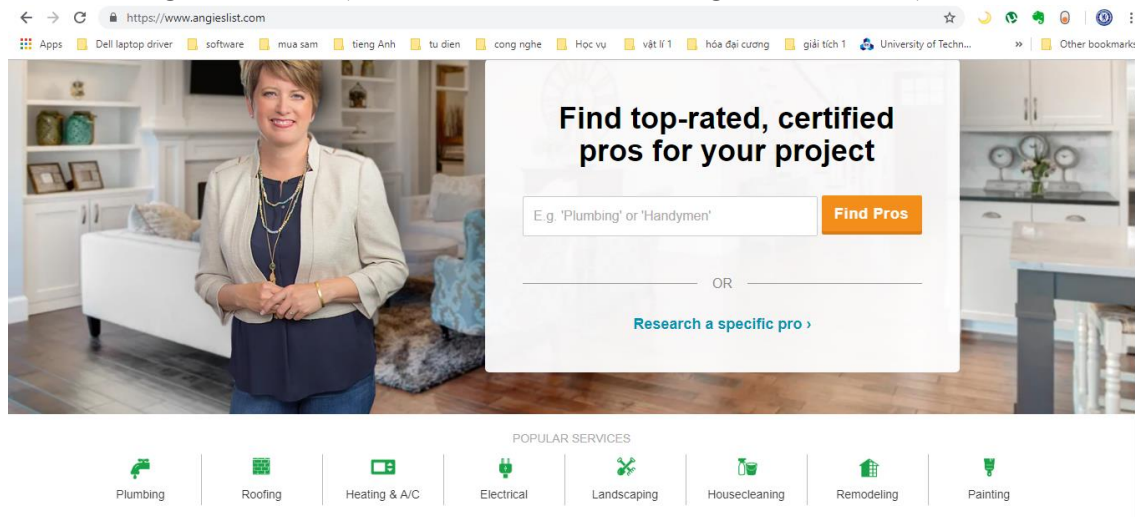 https://www.angieslist.com
Apps Dell laptop driver software mua sam tieng Anh tu dien cong nghe Học vụ vật lí 1 hóa đại cương giải tích 1 University of Techn... » Other bookmarks
Find top-rated, certified
pros for your project
E.g. 'Plumbing' or 'Handymen' Find Pros
OR
Research a specific pro ›
POPULAR SERVICES
Plumbing Roofing Heating & A/C Electrical Landscaping Housecleaning Remodeling Painting